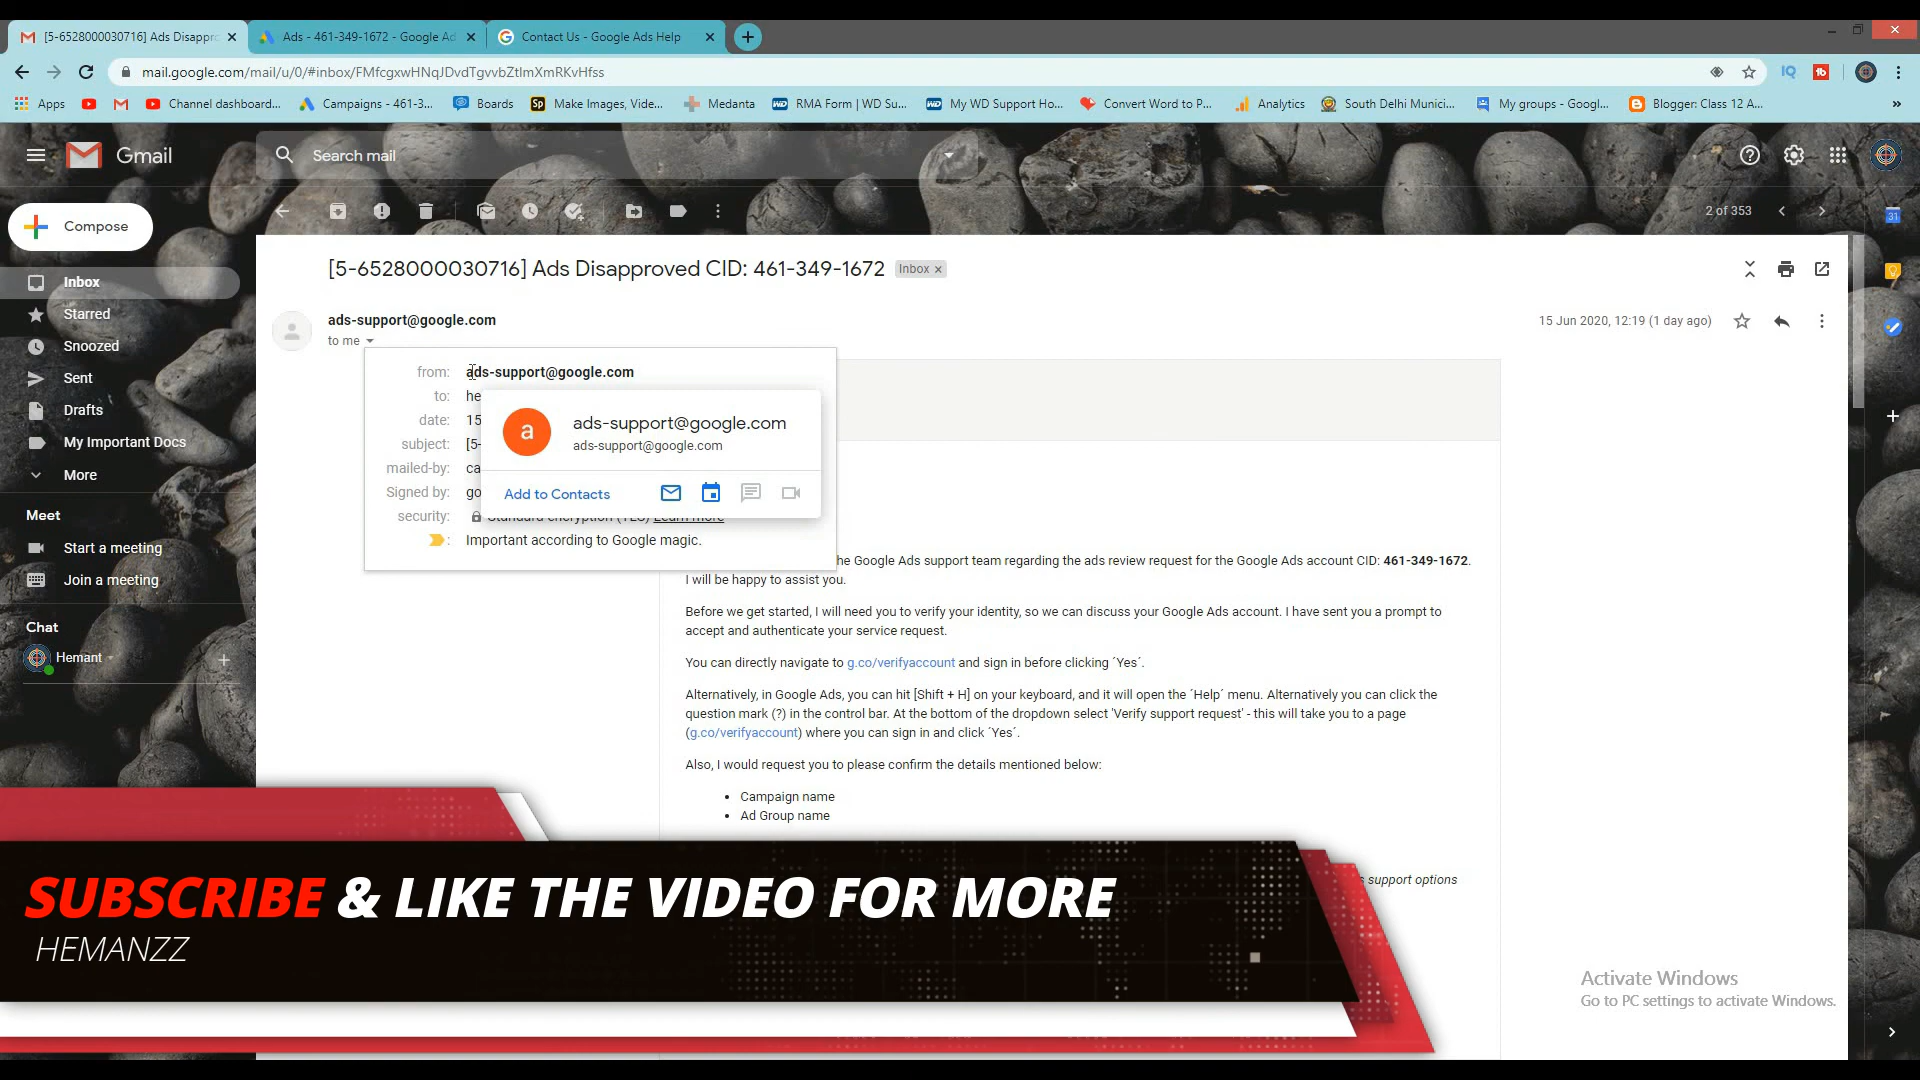 [5-6528000030716] Ads Disappro
Ads - 461-349-1672 - Google Ad
Contact Us - Google Ads Help
mail.google.com/mail/u/0/#inbox/FMfcgxwHNqJDvdTgvvbZtlmXmRKvHfss
Apps
Channel dashboard...
Campaigns - 461-3...
Boards
Make Images, Vide...
Medanta
RMA Form | WD Su...
My WD Support Ho...
Convert Word to P...
Analytics
South Delhi Munici...
My groups - Googl...
Blogger: Class 12 A...
Gmail
Search mail
Compose
2 of 353
Inbox
Starred
Snoozed
Sent
Drafts
My Important Docs
More
Meet
Start a meeting
Join a meeting
Chat
Hemant
[5-6528000030716] Ads Disapproved CID: 461-349-1672
Inbox
ads-support@google.com
15 Jun 2020, 12:19 (1 day ago)
to me
from: ads-support@google.com
to: he
date: 15
subject: [5-
mailed-by: ca
Signed by: go
security: Standard encryption (TLS) Learn more
: Important according to Google magic.
a
ads-support@google.com
ads-support@google.com
Add to Contacts
he Google Ads support team regarding the ads review request for the Google Ads account CID: 461-349-1672.
I will be happy to assist you.
Before we get started, I will need you to verify your identity, so we can discuss your Google Ads account. I have sent you a prompt to
accept and authenticate your service request.
You can directly navigate to g.co/verifyaccount and sign in before clicking ´Yes´.
Alternatively, in Google Ads, you can hit [Shift + H] on your keyboard, and it will open the ´Help´ menu. Alternatively you can click the
question mark (?) in the control bar. At the bottom of the dropdown select 'Verify support request' - this will take you to a page
(g.co/verifyaccount) where you can sign in and click ´Yes´.
Also, I would request you to please confirm the details mentioned below:
• Campaign name
• Ad Group name
s support options
SUBSCRIBE & LIKE THE VIDEO FOR MORE
HEMANZZ
Activate Windows
Go to PC settings to activate Windows.